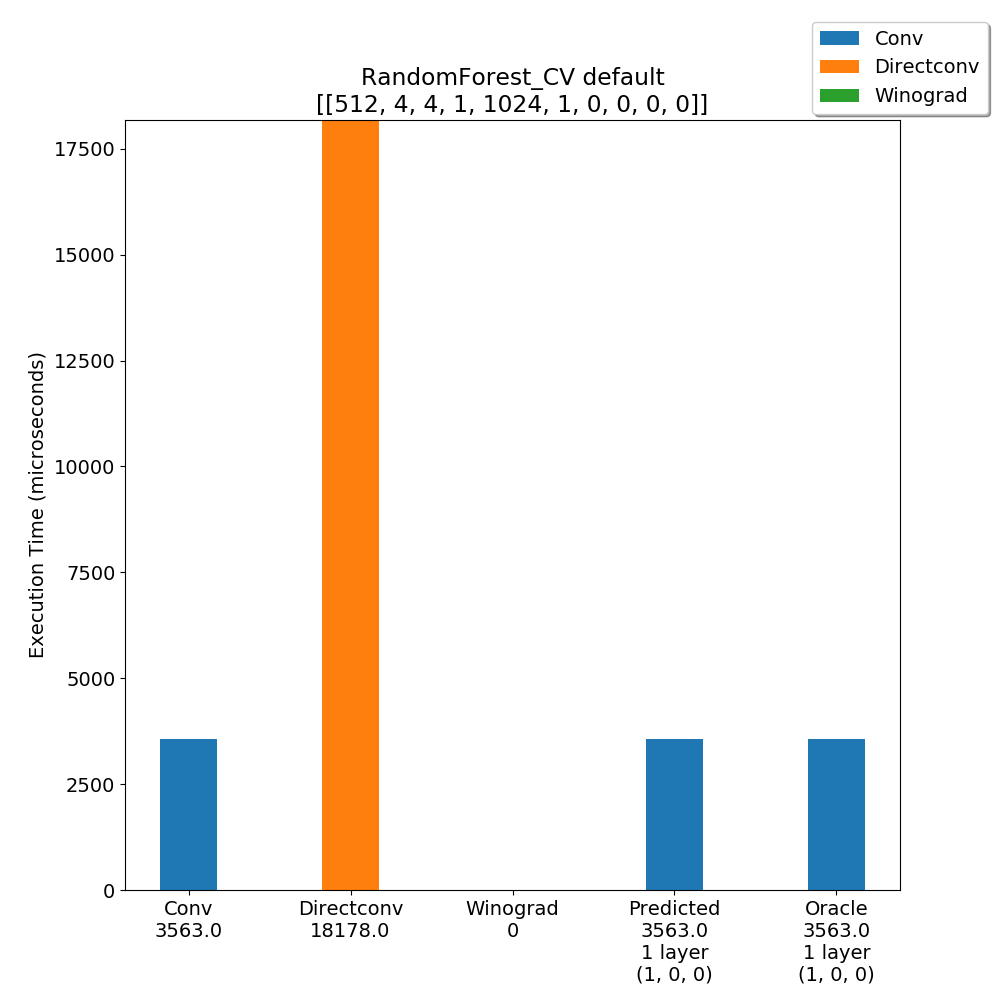 Conv
Directconv
Winograd
RandomForest_CV default
[[512, 4, 4, 1, 1024, 1, 0, 0, 0, 0]]
Execution Time (microseconds)
17500
15000
12500
10000
7500
5000
2500
0
Conv
3563.0
Directconv
18178.0
Winograd
0
Predicted
3563.0
1 layer
(1, 0, 0)
Oracle
3563.0
1 layer
(1, 0, 0)